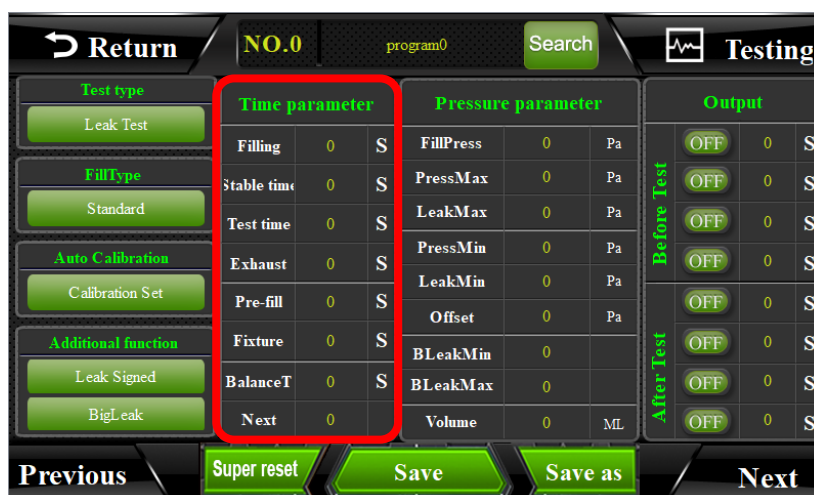 Return
NO.0
program0
Search
Testing
Test type
Leak Test
FillType
Standard
Auto Calibration
Calibration Set
Additional function
Leak Signed
BigLeak
Time parameter
Filling 0 S
Stable time 0 S
Test time 0 S
Exhaust 0 S
Pre-fill 0 S
Fixture 0 S
BalanceT 0 S
Next 0
Pressure parameter
FillPress 0 Pa
PressMax 0 Pa
LeakMax 0 Pa
PressMin 0 Pa
LeakMin 0 Pa
Offset 0 Pa
BLeakMin 0
BLeakMax 0
Volume 0 ML
Output
Before Test
OFF 0 S
OFF 0 S
OFF 0 S
OFF 0 S
After Test
OFF 0 S
OFF 0 S
OFF 0 S
OFF 0 S
Previous
Super reset
Save
Save as
Next